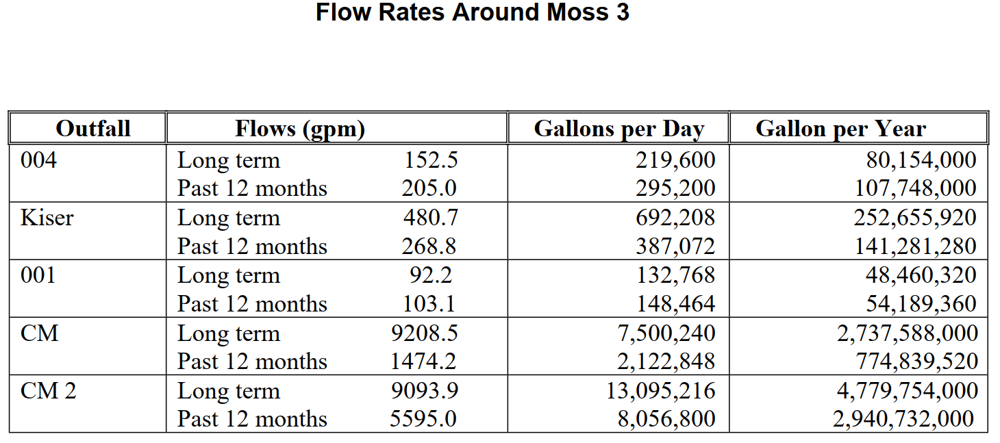 Flow Rates Around Moss 3
Outfall Flows (gpm) Gallons per Day Gallon per Year
004 Long term 152.5 219,600 80,154,000
Past 12 months 205.0 295,200 107,748,000
Kiser Long term 480.7 692,208 252,655,920
Past 12 months 268.8 387,072 141,281,280
001 Long term 92.2 132,768 48,460,320
Past 12 months 103.1 148,464 54,189,360
CM Long term 9208.5 7,500,240 2,737,588,000
Past 12 months 1474.2 2,122,848 774,839,520
CM 2 Long term 9093.9 13,095,216 4,779,754,000
Past 12 months 5595.0 8,056,800 2,940,732,000